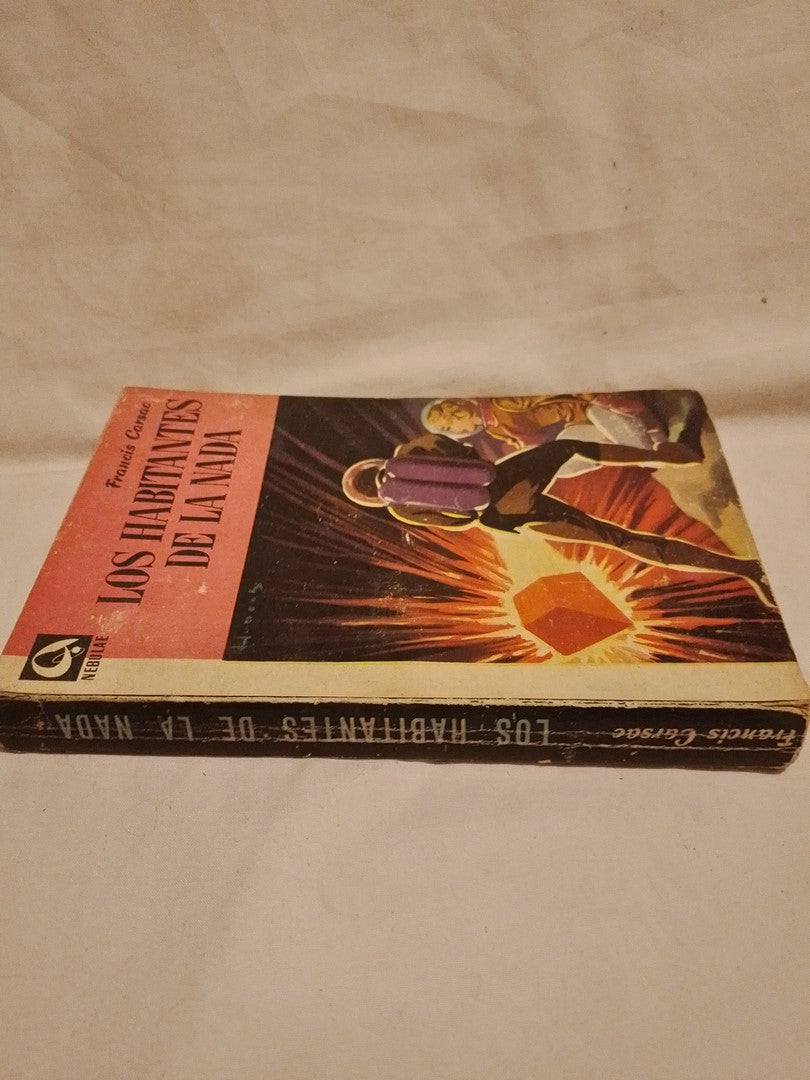 Francis Carsac
LOS HABITANTES
DE LA NADA
NEBULAE
Francis Carsac
LOS HABITANTES DE LA NADA